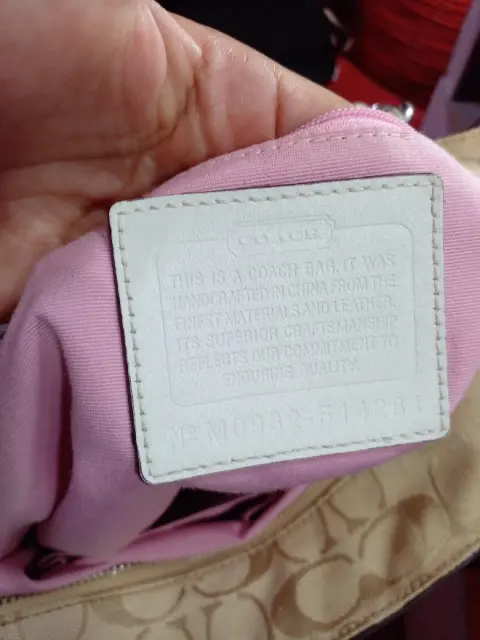 COACH
THIS IS A COACH BAG. IT WAS
HANDCRAFTED IN CHINA FROM THE
FINEST MATERIALS AND LEATHER.
ITS SUPERIOR CRAFTSMANSHIP
REFLECTS OUR COMMITMENT TO
ENDURING QUALITY.
Nº M0982-F14281